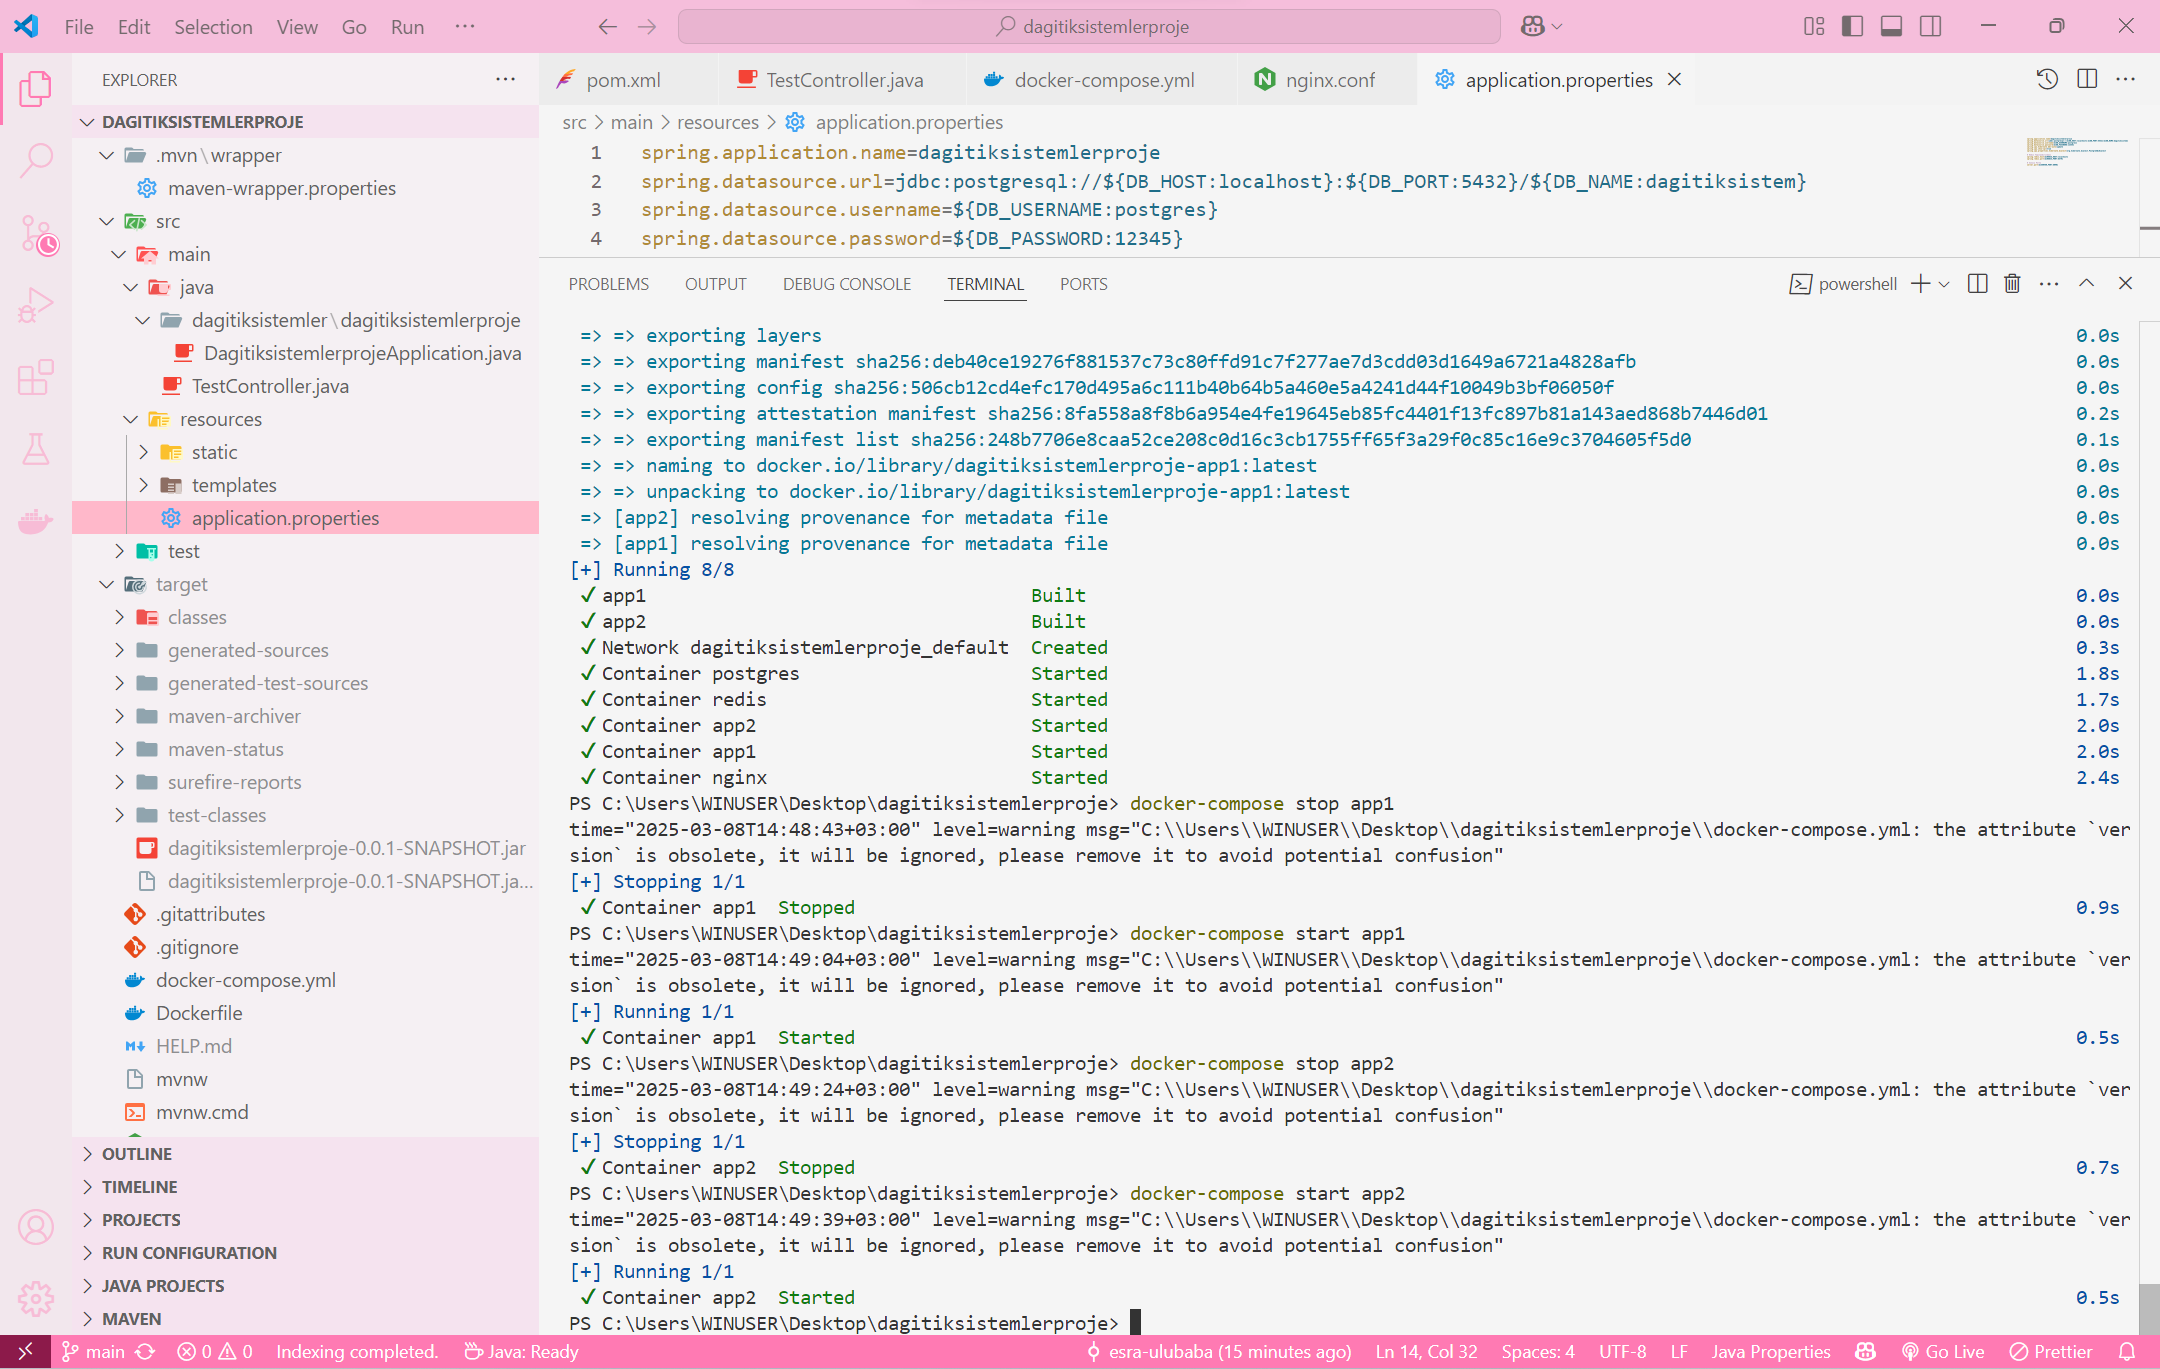 File Edit Selection View Go Run ···
dagitiksistemlerproje
EXPLORER
DAGITIKSISTEMLERPROJE
.mvn\wrapper
maven-wrapper.properties
src
main
java
dagitiksistemler\dagitiksistemlerproje
DagitiksistemlerprojeApplication.java
TestController.java
resources
static
templates
application.properties
test
target
classes
generated-sources
generated-test-sources
maven-archiver
maven-status
surefire-reports
test-classes
dagitiksistemlerproje-0.0.1-SNAPSHOT.jar
dagitiksistemlerproje-0.0.1-SNAPSHOT.ja...
.gitattributes
.gitignore
docker-compose.yml
Dockerfile
HELP.md
mvnw
mvnw.cmd
OUTLINE
TIMELINE
PROJECTS
RUN CONFIGURATION
JAVA PROJECTS
MAVEN
pom.xml TestController.java docker-compose.yml nginx.conf application.properties
src > main > resources > application.properties
1 spring.application.name=dagitiksistemlerproje
2 spring.datasource.url=jdbc:postgresql://${DB_HOST:localhost}:${DB_PORT:5432}/${DB_NAME:dagitiksistem}
3 spring.datasource.username=${DB_USERNAME:postgres}
4 spring.datasource.password=${DB_PASSWORD:12345}
PROBLEMS OUTPUT DEBUG CONSOLE TERMINAL PORTS powershell
=> => exporting layers 0.0s
=> => exporting manifest sha256:deb40ce19276f881537c73c80ffd91c7f277ae7d3cdd03d1649a6721a4828afb 0.0s
=> => exporting config sha256:506cb12cd4efc170d495a6c111b40b64b5a460e5a4241d44f10049b3bf06050f 0.0s
=> => exporting attestation manifest sha256:8fa558a8f8b6a954e4fe19645eb85fc4401f13fc897b81a143aed868b7446d01 0.2s
=> => exporting manifest list sha256:248b7706e8caa52ce208c0d16c3cb1755ff65f3a29f0c85c16e9c3704605f5d0 0.1s
=> => naming to docker.io/library/dagitiksistemlerproje-app1:latest 0.0s
=> => unpacking to docker.io/library/dagitiksistemlerproje-app1:latest 0.0s
=> [app2] resolving provenance for metadata file 0.0s
=> [app1] resolving provenance for metadata file 0.0s
[+] Running 8/8
✔ app1 Built 0.0s
✔ app2 Built 0.0s
✔ Network dagitiksistemlerproje_default Created 0.3s
✔ Container postgres Started 1.8s
✔ Container redis Started 1.7s
✔ Container app2 Started 2.0s
✔ Container app1 Started 2.0s
✔ Container nginx Started 2.4s
PS C:\Users\WINUSER\Desktop\dagitiksistemlerproje> docker-compose stop app1
time="2025-03-08T14:48:43+03:00" level=warning msg="C:\\Users\\WINUSER\\Desktop\\dagitiksistemlerproje\\docker-compose.yml: the attribute `ver
sion` is obsolete, it will be ignored, please remove it to avoid potential confusion"
[+] Stopping 1/1
✔ Container app1 Stopped 0.9s
PS C:\Users\WINUSER\Desktop\dagitiksistemlerproje> docker-compose start app1
time="2025-03-08T14:49:04+03:00" level=warning msg="C:\\Users\\WINUSER\\Desktop\\dagitiksistemlerproje\\docker-compose.yml: the attribute `ver
sion` is obsolete, it will be ignored, please remove it to avoid potential confusion"
[+] Running 1/1
✔ Container app1 Started 0.5s
PS C:\Users\WINUSER\Desktop\dagitiksistemlerproje> docker-compose stop app2
time="2025-03-08T14:49:24+03:00" level=warning msg="C:\\Users\\WINUSER\\Desktop\\dagitiksistemlerproje\\docker-compose.yml: the attribute `ver
sion` is obsolete, it will be ignored, please remove it to avoid potential confusion"
[+] Stopping 1/1
✔ Container app2 Stopped 0.7s
PS C:\Users\WINUSER\Desktop\dagitiksistemlerproje> docker-compose start app2
time="2025-03-08T14:49:39+03:00" level=warning msg="C:\\Users\\WINUSER\\Desktop\\dagitiksistemlerproje\\docker-compose.yml: the attribute `ver
sion` is obsolete, it will be ignored, please remove it to avoid potential confusion"
[+] Running 1/1
✔ Container app2 Started 0.5s
PS C:\Users\WINUSER\Desktop\dagitiksistemlerproje>
main 0 0 Indexing completed. Java: Ready esra-ulubaba (15 minutes ago) Ln 14, Col 32 Spaces: 4 UTF-8 LF Java Properties Go Live Prettier